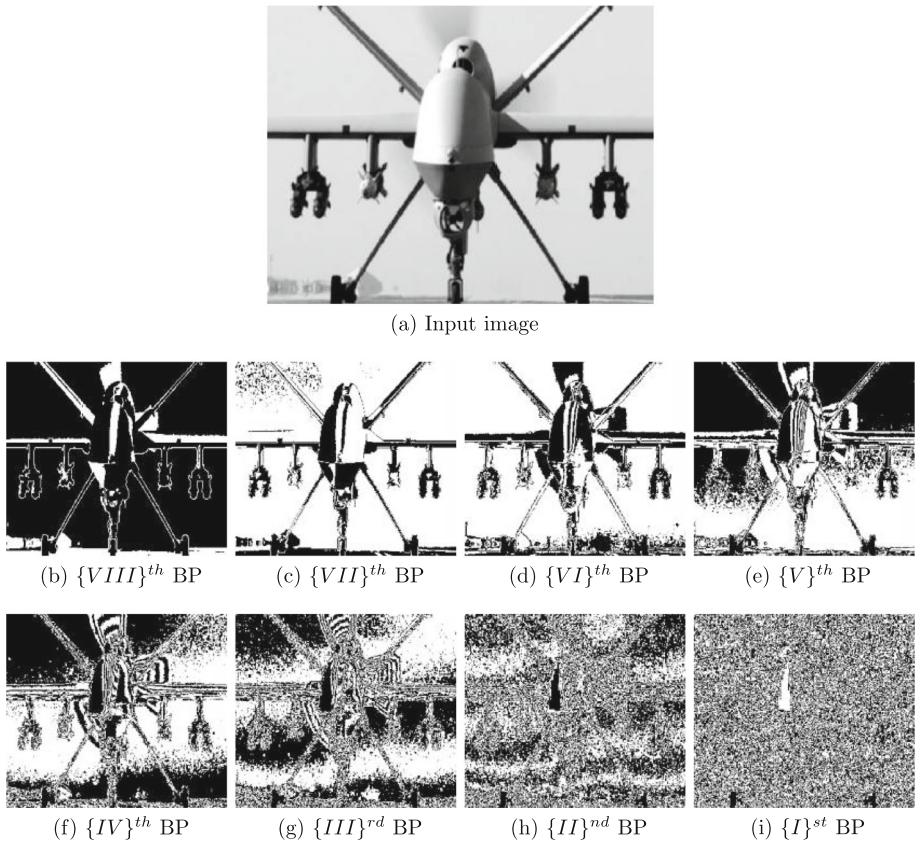 (a) Input image
(b) {VIII}^th BP
(c) {VII}^th BP
(d) {VI}^th BP
(e) {V}^th BP
(f) {IV}^th BP
(g) {III}^rd BP
(h) {II}^nd BP
(i) {I}^st BP